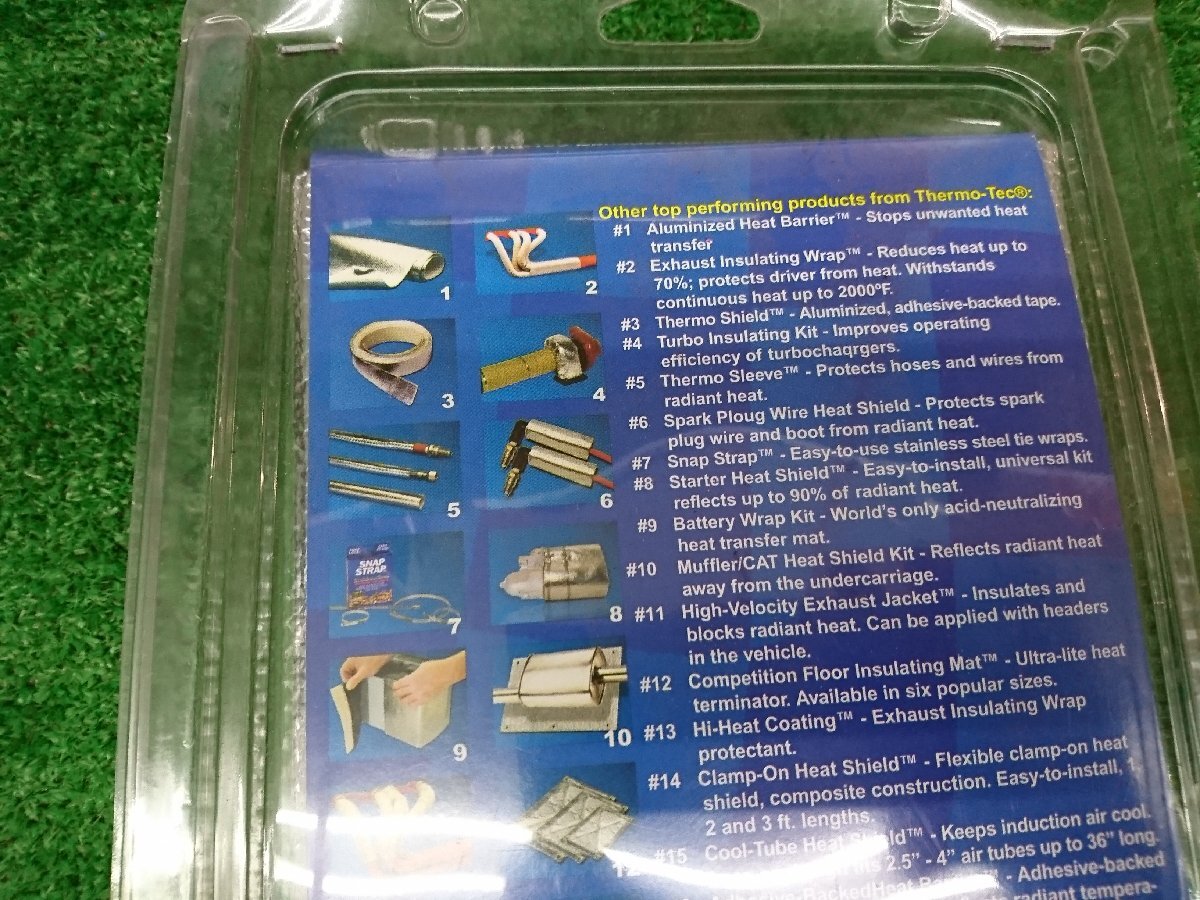 Other top performing products from Thermo-Tec®:
#1 Aluminized Heat Barrier™ - Stops unwanted heat
transfer
#2 Exhaust Insulating Wrap™ - Reduces heat up to
70%; protects driver from heat. Withstands
continuous heat up to 2000ºF.
#3 Thermo Shield™ - Aluminized, adhesive-backed tape.
#4 Turbo Insulating Kit - Improves operating
efficiency of turbochaqrgers.
#5 Thermo Sleeve™ - Protects hoses and wires from
radiant heat.
#6 Spark Ploug Wire Heat Shield - Protects spark
plug wire and boot from radiant heat.
#7 Snap Strap™ - Easy-to-use stainless steel tie wraps.
#8 Starter Heat Shield™ - Easy-to-install, universal kit
reflects up to 90% of radiant heat.
#9 Battery Wrap Kit - World's only acid-neutralizing
heat transfer mat.
#10 Muffler/CAT Heat Shield Kit - Reflects radiant heat
away from the undercarriage.
#11 High-Velocity Exhaust Jacket™ - Insulates and
blocks radiant heat. Can be applied with headers
in the vehicle.
#12 Competition Floor Insulating Mat™ - Ultra-lite heat
terminator. Available in six popular sizes.
#13 Hi-Heat Coating™ - Exhaust Insulating Wrap
protectant.
#14 Clamp-On Heat Shield™ - Flexible clamp-on heat
shield, composite construction. Easy-to-install, 1,
2 and 3 ft. lengths.
#15 Cool-Tube Heat Shield™ - Keeps induction air cool.
fits 2.5" - 4" air tubes up to 36" long.
Adhesive-Backed Heat Barrier™ - Adhesive-backed
radiant tempera-
1
2
3
4
5
6
SNAP
STRAP
7
8
9
10
12